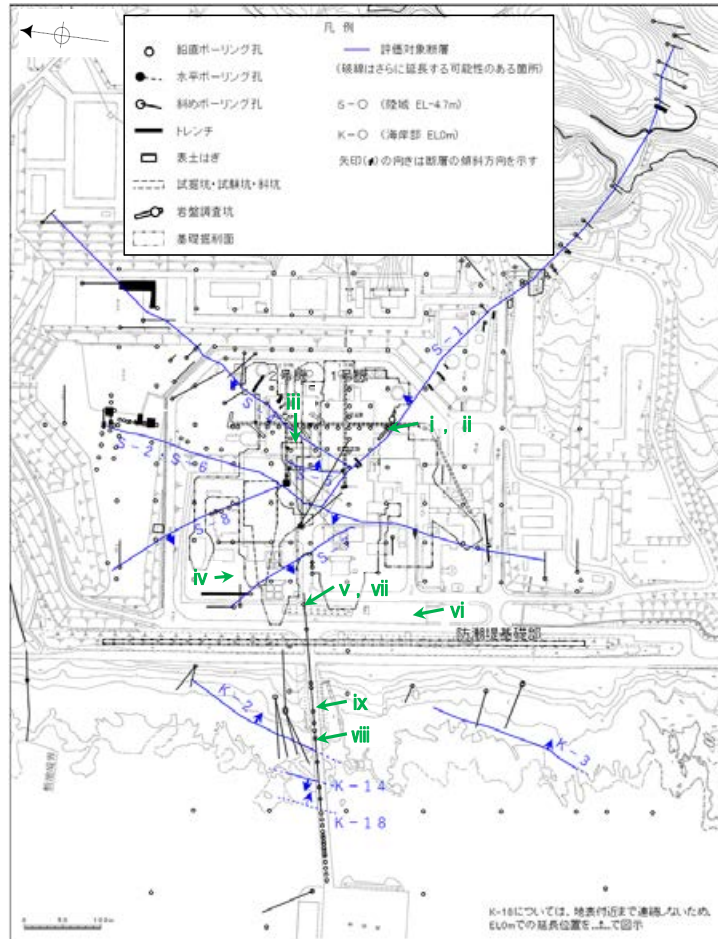 凡 例
鉛直ボーリング孔
水平ボーリング孔
斜めボーリング孔
トレンチ
表土はぎ
試掘坑・試験坑・斜坑
岩盤調査坑
基礎掘削面
評価対象断層
(破線はさらに延長する可能性のある箇所)
S-○ (陸域 EL-4.7m)
K-○ (海岸部 EL0m)
矢印( )の向きは断層の傾斜方向を示す
S-1
2号炉
1号炉
iii
i , ii
S-2・S-6
S-5
S-8
iv
v , vii
vi
防潮堤基礎部
K-2
ix
viii
K-3
K-14
K-18
0 50 100m
K-18については、地表付近まで連続しないため、
EL0mでの延長位置を で図示